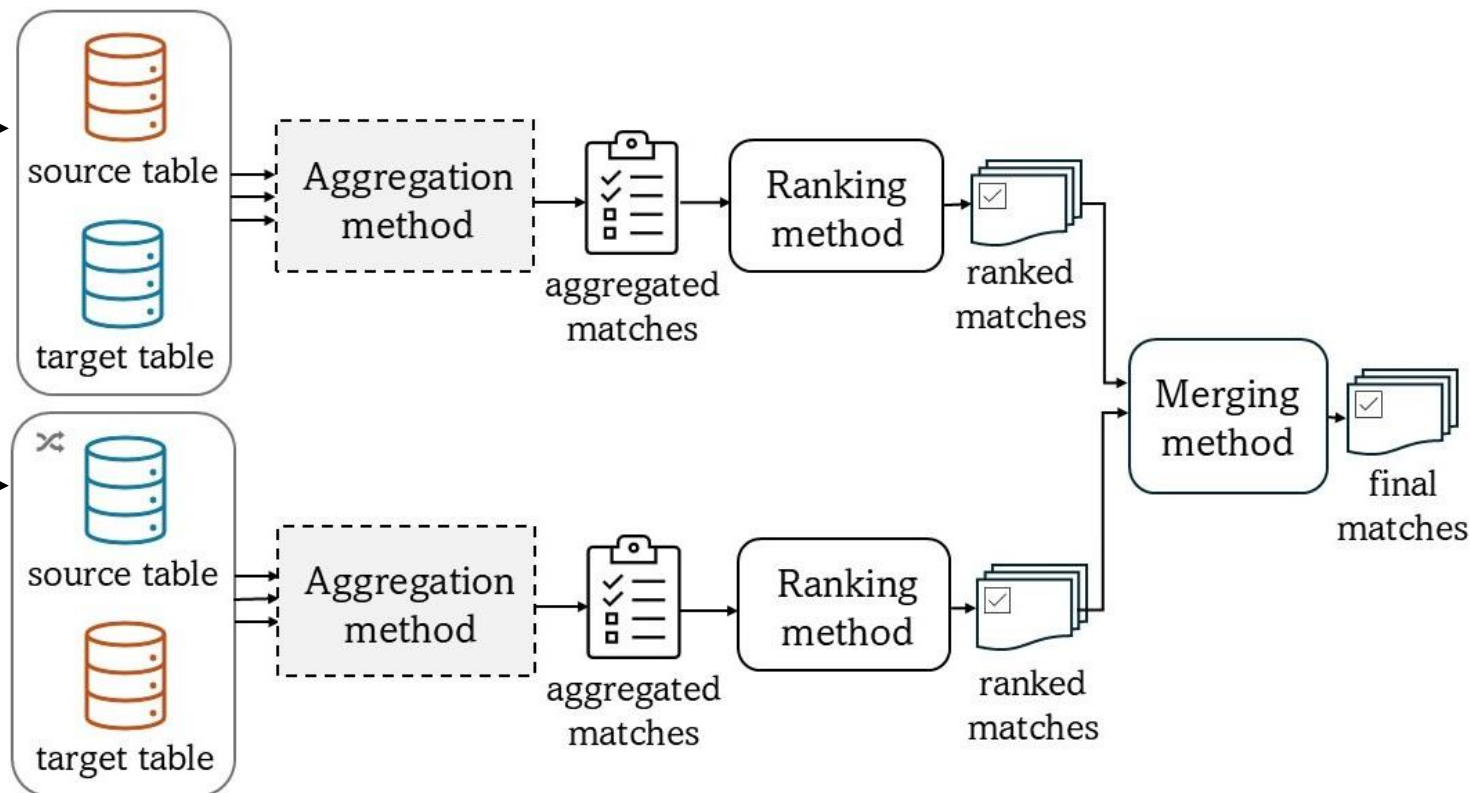 source table
target table
Aggregation
method
aggregated
matches
Ranking
method
ranked
matches
source table
target table
Aggregation
method
aggregated
matches
Ranking
method
ranked
matches
Merging
method
final
matches